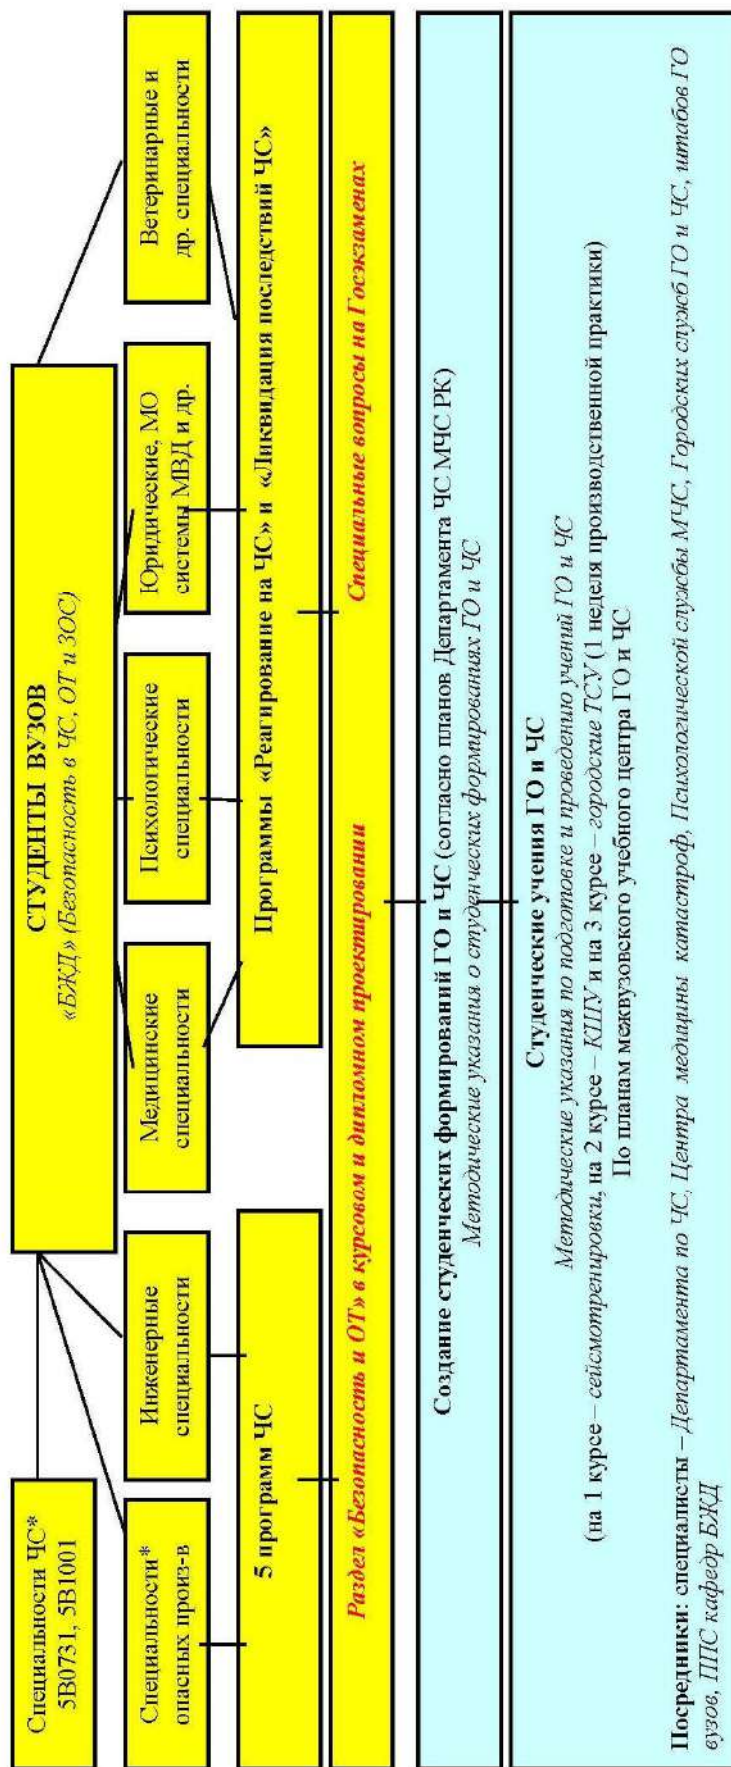 Специальности ЧС*
5В0731, 5В1001
СТУДЕНТЫ ВУЗОВ
«БЖД» (Безопасность в ЧС, ОТ и ЗОС)
Специальности*
опасных произ-в
Инженерные
специальности
Медицинские
специальности
Психологические
специальности
Юридические, МО
системы МВД и др.
Ветеринарные и
др. специальности
5 программ ЧС
Программы «Реагирование на ЧС» и «Ликвидация последствий ЧС»
Раздел «Безопасность и ОТ» в курсовом и дипломном проектировании
Специальные вопросы на Госэкзаменах
Создание студенческих формирований ГО и ЧС (согласно планов Департамента ЧС МЧС РК)
Методические указания о студенческих формированиях ГО и ЧС
Студенческие учения ГО и ЧС
Методические указания по подготовке и проведению учений ГО и ЧС
(на 1 курсе – сейсмотренировки, на 2 курсе – КШУ и на 3 курсе – городские ТСУ (1 неделя производственной практики)
По планам межвузовского учебного центра ГО и ЧС
Посредники: специалисты – Департамента по ЧС, Центра медицины катастроф, Психологической службы МЧС, Городских служб ГО и ЧС, штабов ГО
вузов, ППС кафедр БЖД